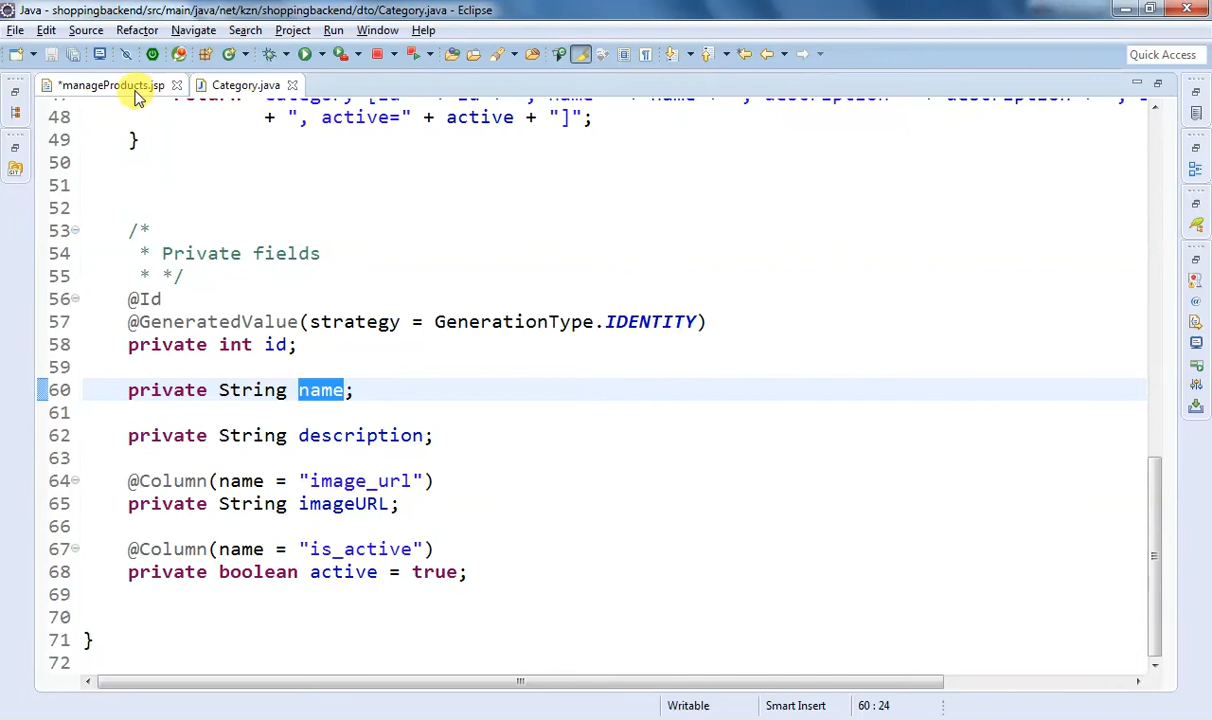 Java - shoppingbackend/src/main/java/net/kzn/shoppingbackend/dto/Category.java - Eclipse
File Edit Source Refactor Navigate Search Project Run Window Help
Quick Access
*manageProducts.jsp Category.java
48 + ", active=" + active + "]";
49 }
50
51
52
53 /*
54 * Private fields
55 * */
56 @Id
57 @GeneratedValue(strategy = GenerationType.IDENTITY)
58 private int id;
59
60 private String name;
61
62 private String description;
63
64 @Column(name = "image_url")
65 private String imageURL;
66
67 @Column(name = "is_active")
68 private boolean active = true;
69
70
71 }
72
Writable Smart Insert 60 : 24